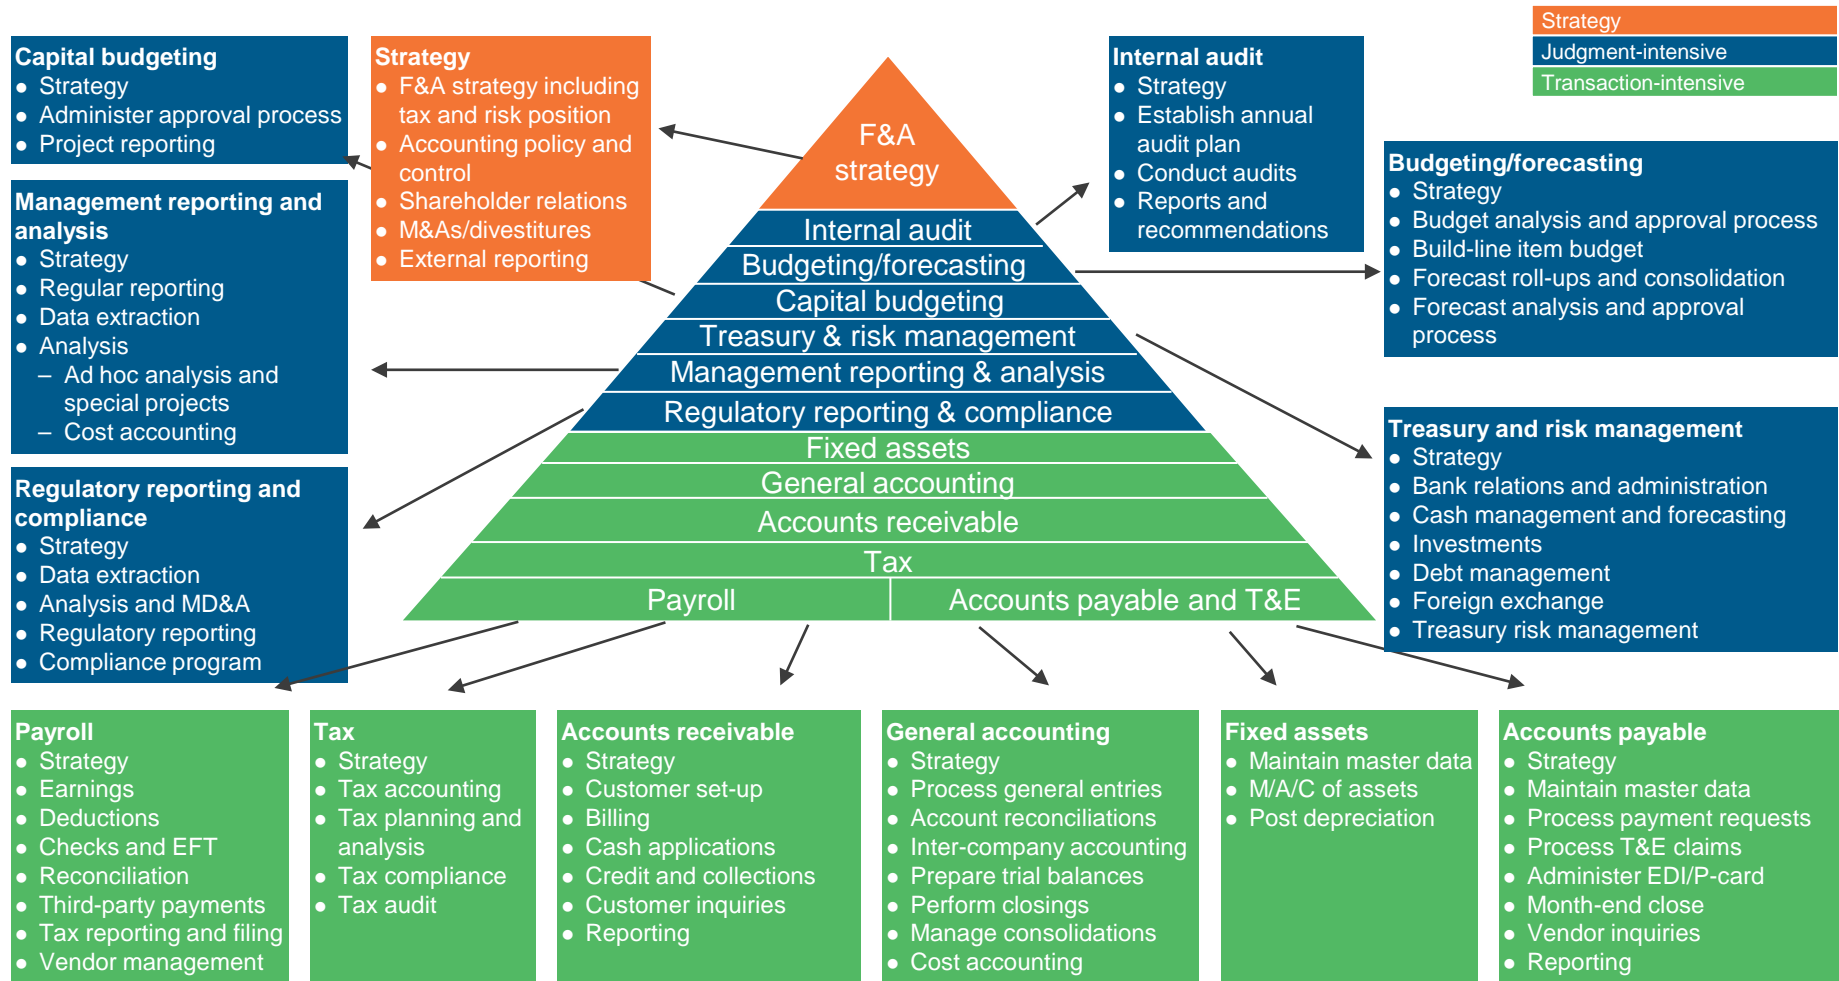 Strategy
Judgment-intensive
Transaction-intensive
Capital budgeting
● Strategy
● Administer approval process
● Project reporting
Strategy
● F&A strategy including
tax and risk position
● Accounting policy and
control
● Shareholder relations
● M&As/divestitures
● External reporting
Internal audit
● Strategy
● Establish annual
audit plan
● Conduct audits
● Reports and
recommendations
Budgeting/forecasting
● Strategy
● Budget analysis and approval process
● Build-line item budget
● Forecast roll-ups and consolidation
● Forecast analysis and approval
process
Management reporting and
analysis
● Strategy
● Regular reporting
● Data extraction
● Analysis
– Ad hoc analysis and
special projects
– Cost accounting
F&A
strategy
Internal audit
Budgeting/forecasting
Capital budgeting
Treasury & risk management
Management reporting & analysis
Regulatory reporting & compliance
Fixed assets
General accounting
Accounts receivable
Tax
Payroll
Accounts payable and T&E
Treasury and risk management
● Strategy
● Bank relations and administration
● Cash management and forecasting
● Investments
● Debt management
● Foreign exchange
● Treasury risk management
Regulatory reporting and
compliance
● Strategy
● Data extraction
● Analysis and MD&A
● Regulatory reporting
● Compliance program
Payroll
● Strategy
● Earnings
● Deductions
● Checks and EFT
● Reconciliation
● Third-party payments
● Tax reporting and filing
● Vendor management
Tax
● Strategy
● Tax accounting
● Tax planning and
analysis
● Tax compliance
● Tax audit
Accounts receivable
● Strategy
● Customer set-up
● Billing
● Cash applications
● Credit and collections
● Customer inquiries
● Reporting
General accounting
● Strategy
● Process general entries
● Account reconciliations
● Inter-company accounting
● Prepare trial balances
● Perform closings
● Manage consolidations
● Cost accounting
Fixed assets
● Maintain master data
● M/A/C of assets
● Post depreciation
Accounts payable
● Strategy
● Maintain master data
● Process payment requests
● Process T&E claims
● Administer EDI/P-card
● Month-end close
● Vendor inquiries
● Reporting